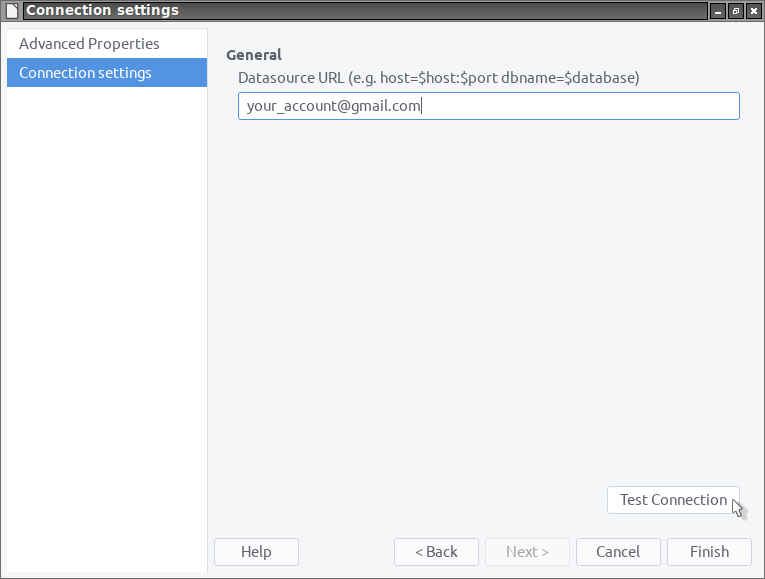 Connection settings
Advanced Properties
Connection settings
General
Datasource URL (e.g. host=$host:$port dbname=$database)
your_account@gmail.com
Test Connection
Help
< Back
Next >
Cancel
Finish